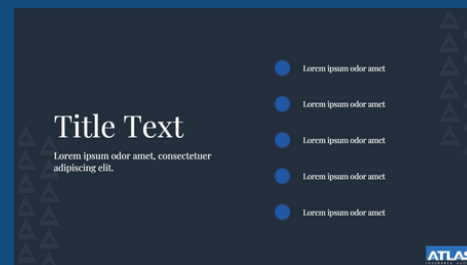 Title Text
Lorem ipsum odor amet, consectetuer
adipiscing elit.
Lorem ipsum odor amet
Lorem ipsum odor amet
Lorem ipsum odor amet
Lorem ipsum odor amet
Lorem ipsum odor amet
ATLAS